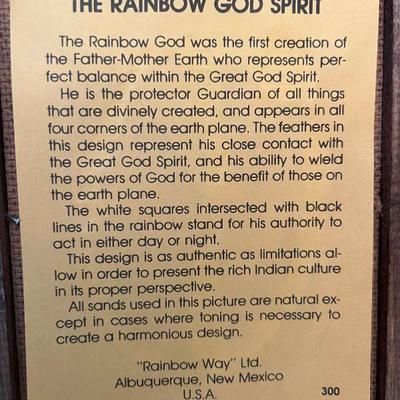 THE RAINBOW GOD SPIRIT
The Rainbow God was the first creation of
the Father-Mother Earth who represents per-
fect balance within the Great God Spirit.
He is the protector Guardian of all things
that are divinely created, and appears in all
four corners of the earth plane. The feathers in
this design represent his close contact with
the Great God Spirit, and his ability to wield
the powers of God for the benefit of those on
the earth plane.
The white squares intersected with black
lines in the rainbow stand for his authority to
act in either day or night.
This design is as authentic as limitations al-
low in order to present the rich Indian culture
in its proper perspective.
All sands used in this picture are natural ex-
cept in cases where toning is necessary to
create a harmonious design.
"Rainbow Way" Ltd.
Albuquerque, New Mexico
U.S.A.
300